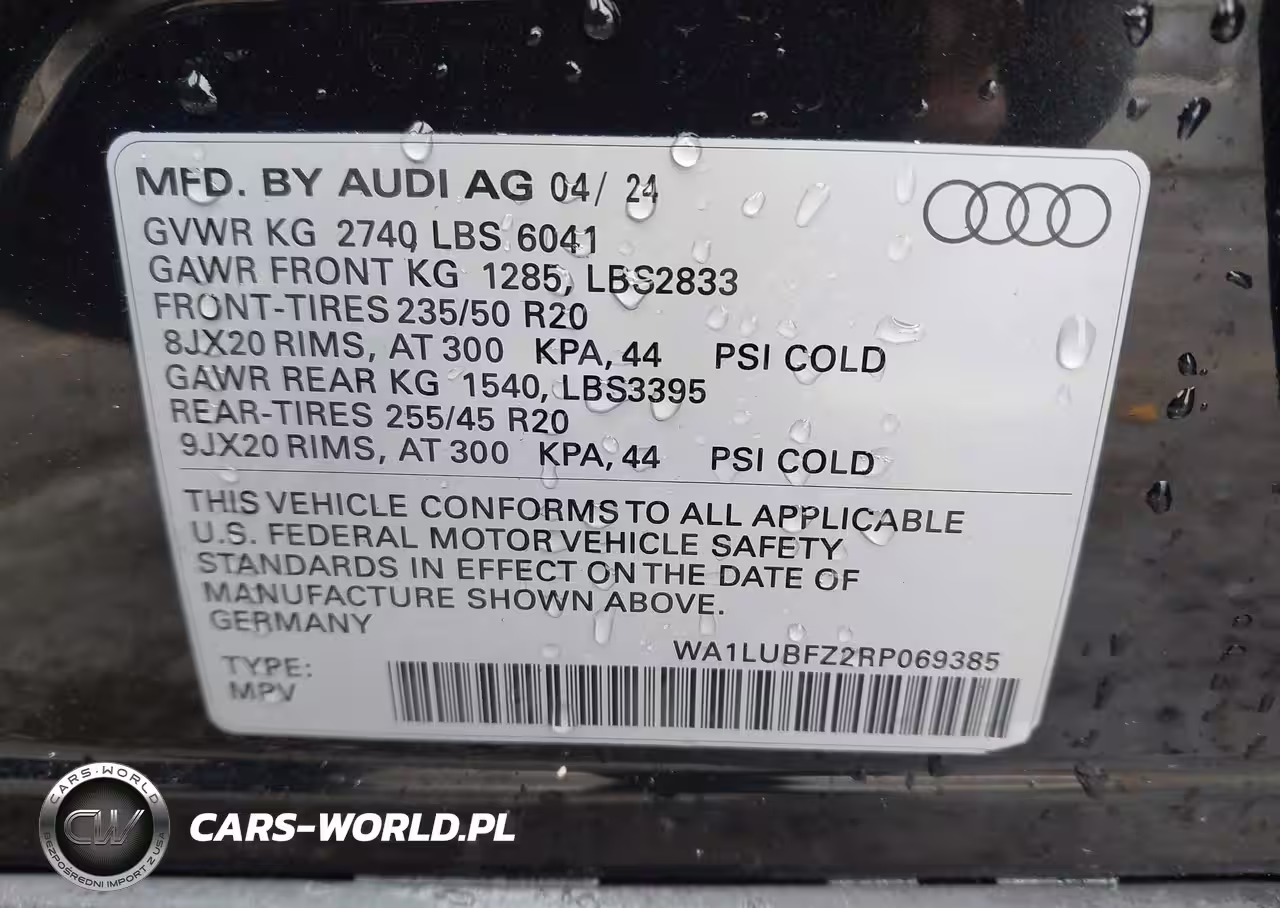 MFD. BY AUDI AG 04/ 24
GVWR KG 2740 LBS 6041
GAWR FRONT KG 1285, LBS2833
FRONT-TIRES 235/50 R20
8JX20 RIMS, AT 300 KPA, 44 PSI COLD
GAWR REAR KG 1540, LBS3395
REAR-TIRES 255/45 R20
9JX20 RIMS, AT 300 KPA, 44 PSI COLD
THIS VEHICLE CONFORMS TO ALL APPLICABLE
U.S. FEDERAL MOTOR VEHICLE SAFETY
STANDARDS IN EFFECT ON THE DATE OF
MANUFACTURE SHOWN ABOVE.
GERMANY
WA1LUBFZ2RP069385
TYPE:
MPV
CARS-WORLD
CW
BEZPOŚREDNI IMPORT Z USA
CARS-WORLD.PL